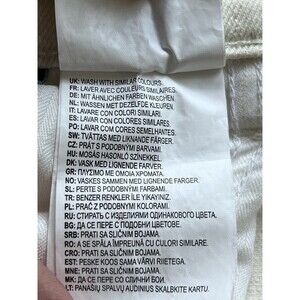 UK: WASH WITH SIMILAR COLOURS.
FR: LAVER AVEC COULEURS SIMILAIRES.
DE: MIT ÄHNLICHEN FARBEN WASCHEN.
NL: WASSEN MET DEZELFDE KLEUREN
IT: LAVARE CON COLORI SIMILARI.
ES: LAVAR CON COLORES SIMILARES.
PO: LAVAR COM CORES SEMELHANTES.
SW: TVÄTTAS MED LIKNANDE FÄRGER.
CZ: PRÁT S PODOBNÝMI BARVAMI.
HU: MOSÁS HASONLÓ SZÍNEKKEL.
DK: VASK MED LIGNENDE FARVER.
GR: ΠΛΥΣΙΜΟ ΜΕ ΟΜΟΙΑ ΧΡΩΜΑΤΑ.
NO: VASKES SAMMEN MED LIGNENDE FARGER.
SL: PERTE S PODOBNÝMI FARBAMI.
TR: BENZER RENKLER İLE YIKAYINIZ.
PL: PRAĆ Z PODOBNYMI KOLORAMI.
RU: СТИРАТЬ С ИЗДЕЛИЯМИ ОДИНАКОВОГО ЦВЕТА.
BG: ДА СЕ ПЕРЕ С ПОДОБНИ ЦВЕТОВЕ.
SRB: PRATI SA SLIČNIM BOJAMA.
RO: A SE SPĂLA ÎMPREUNĂ CU CULORI SIMILARE.
CRO: PRATI SA SLIČNIM BOJAMA.
EST: PESKE KOOS SAMA VÄRVI RIIETEGA.
MNE: PRATI SA SLIČNIM BOJAMA.
MK: ДА СЕ ПЕРЕ СО СЛИЧНИ БОИ.
LT: PANAŠIŲ SPALVŲ AUDINIUS SKALBKITE KARTU.